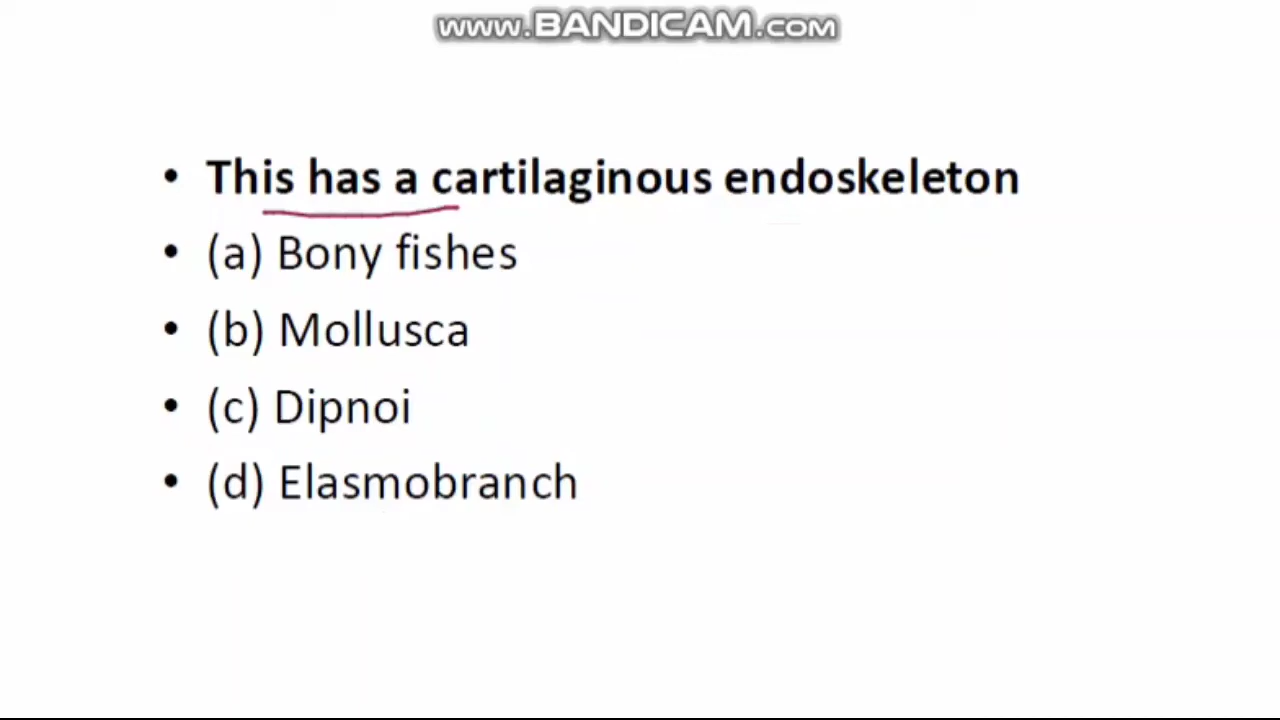 www.BANDICAM.com
• This has a cartilaginous endoskeleton
• (a) Bony fishes
• (b) Mollusca
• (c) Dipnoi
• (d) Elasmobranch